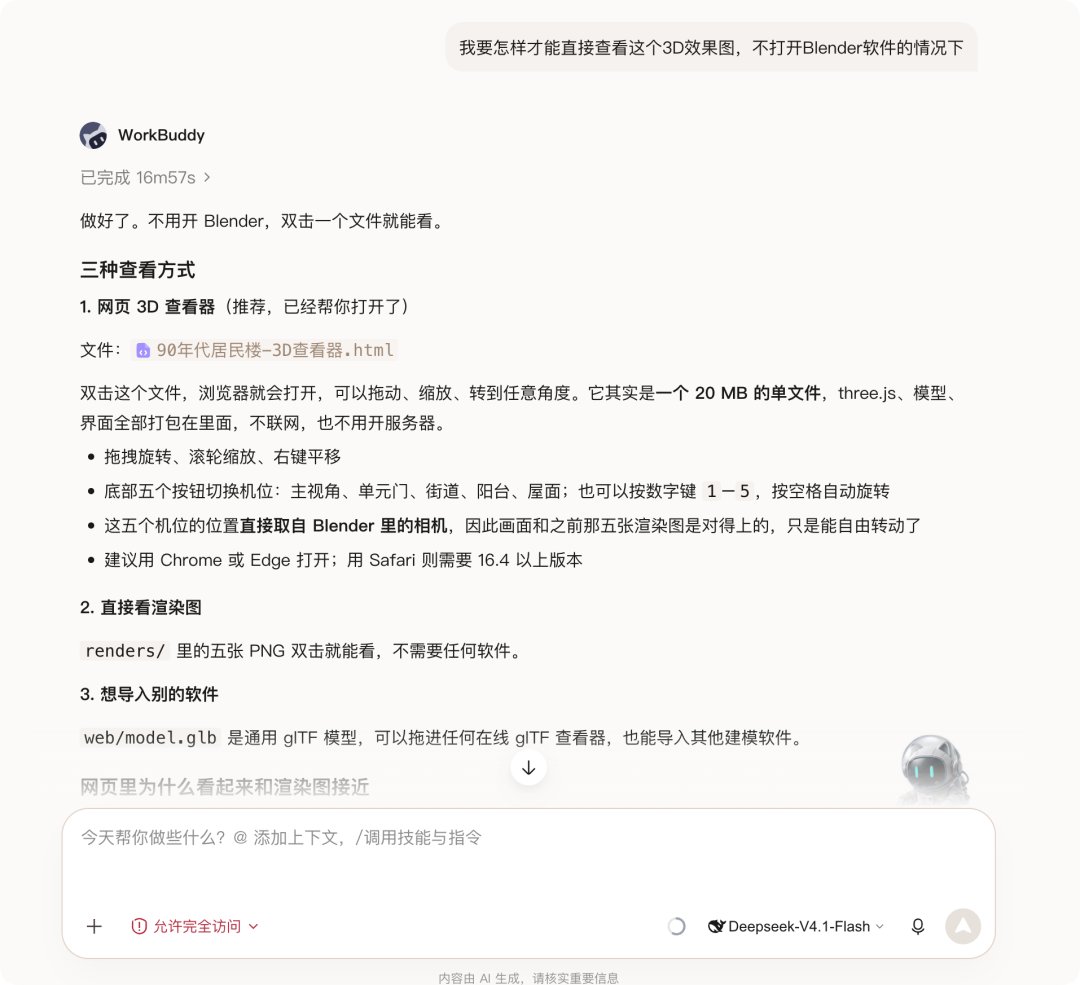 我要怎样才能直接查看这个3D效果图，不打开Blender软件的情况下
WorkBuddy
已完成 16m57s >
做好了。不用开 Blender，双击一个文件就能看。
三种查看方式
1. 网页 3D 查看器（推荐，已经帮你打开了）
文件： 90年代居民楼-3D查看器.html
双击这个文件，浏览器就会打开，可以拖动、缩放、转到任意角度。它其实是一个 20 MB 的单文件，three.js、模型、
界面全部打包在里面，不联网，也不用开服务器。
• 拖拽旋转、滚轮缩放、右键平移
• 底部五个按钮切换机位：主视角、单元门、街道、阳台、屋面；也可以按数字键 1－5，按空格自动旋转
• 这五个机位的位置直接取自 Blender 里的相机，因此画面和之前那五张渲染图是对得上的，只是能自由转动了
• 建议用 Chrome 或 Edge 打开；用 Safari 则需要 16.4 以上版本
2. 直接看渲染图
renders/ 里的五张 PNG 双击就能看，不需要任何软件。
3. 想导入别的软件
web/model.glb 是通用 glTF 模型，可以拖进任何在线 glTF 查看器，也能导入其他建模软件。
网页里为什么看起来和渲染图接近
今天帮你做些什么？@ 添加上下文，/调用技能与指令
允许完全访问
Deepseek-V4.1-Flash
内容由 AI 生成，请核实重要信息